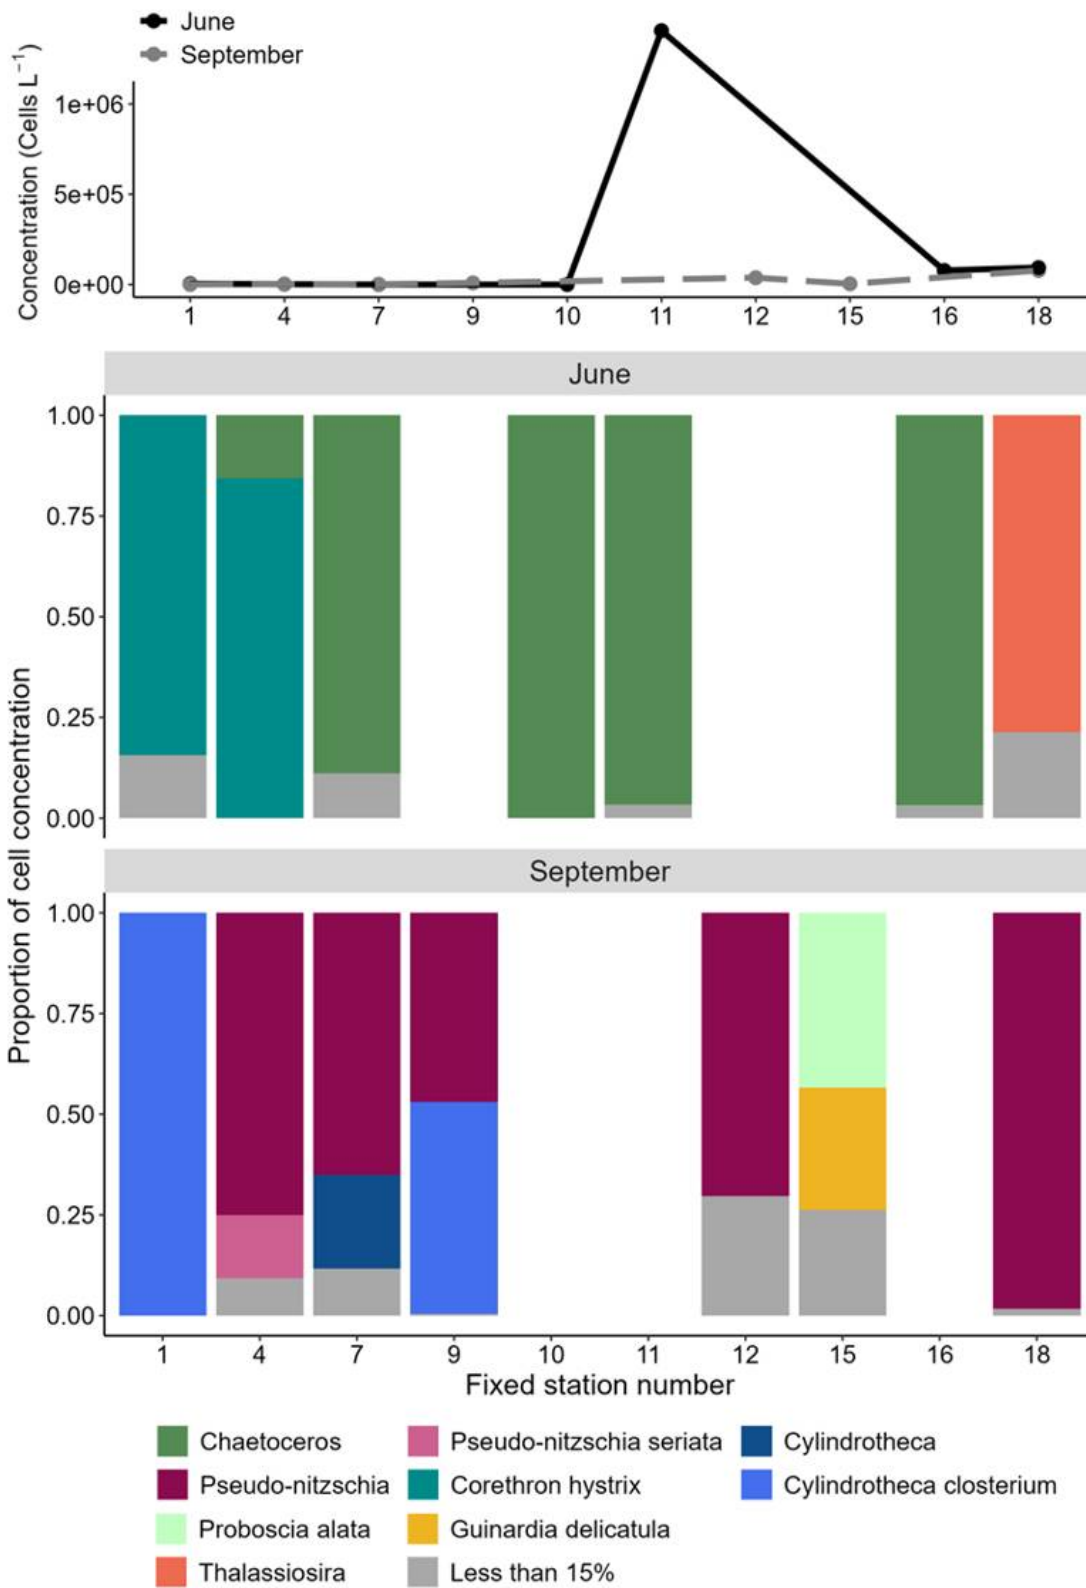 June
September
Concentration (Cells L⁻¹)
1e+06
5e+05
0e+00
1 4 7 9 10 11 12 15 16 18
June
1.00
0.75
0.50
0.25
0.00
Proportion of cell concentration
September
1.00
0.75
0.50
0.25
0.00
1 4 7 9 10 11 12 15 16 18
Fixed station number
Chaetoceros Pseudo-nitzschia seriata Cylindrotheca
Pseudo-nitzschia Corethron hystrix Cylindrotheca closterium
Proboscia alata Guinardia delicatula
Thalassiosira Less than 15%